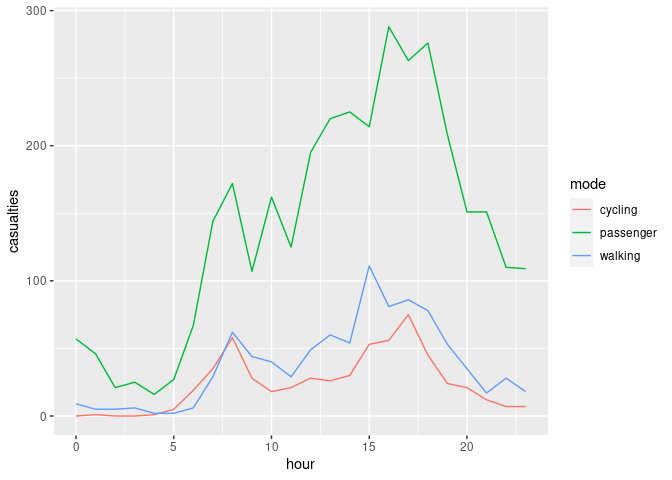 300
200
100
0
casualties
0 5 10 15 20
hour
mode
cycling
passenger
walking